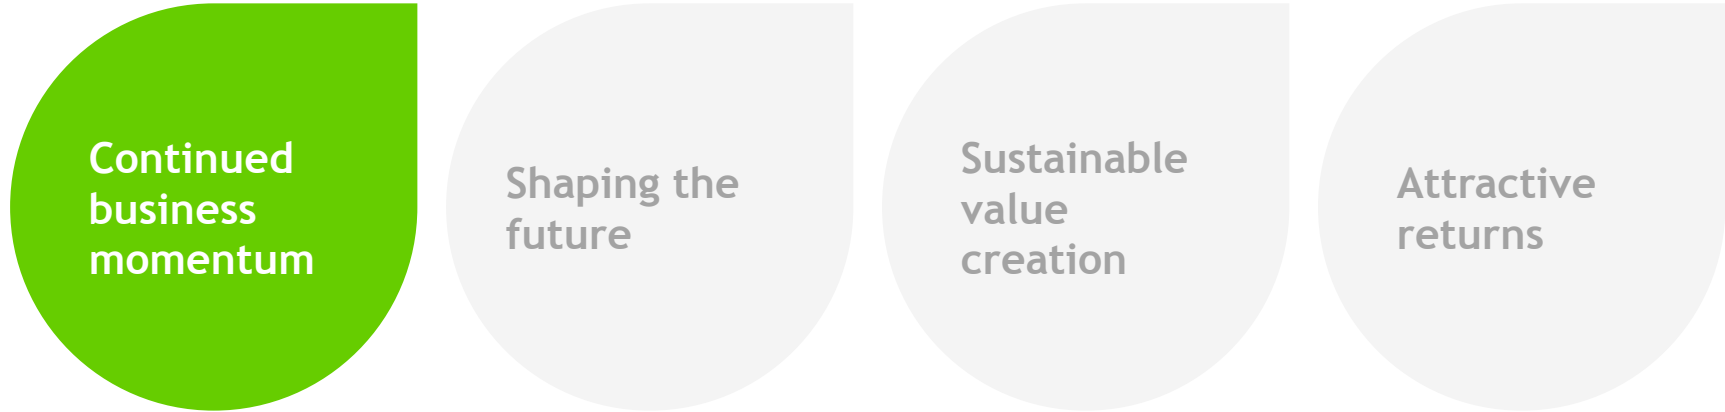 Continued
business
momentum
Shaping the
future
Sustainable
value
creation
Attractive
returns